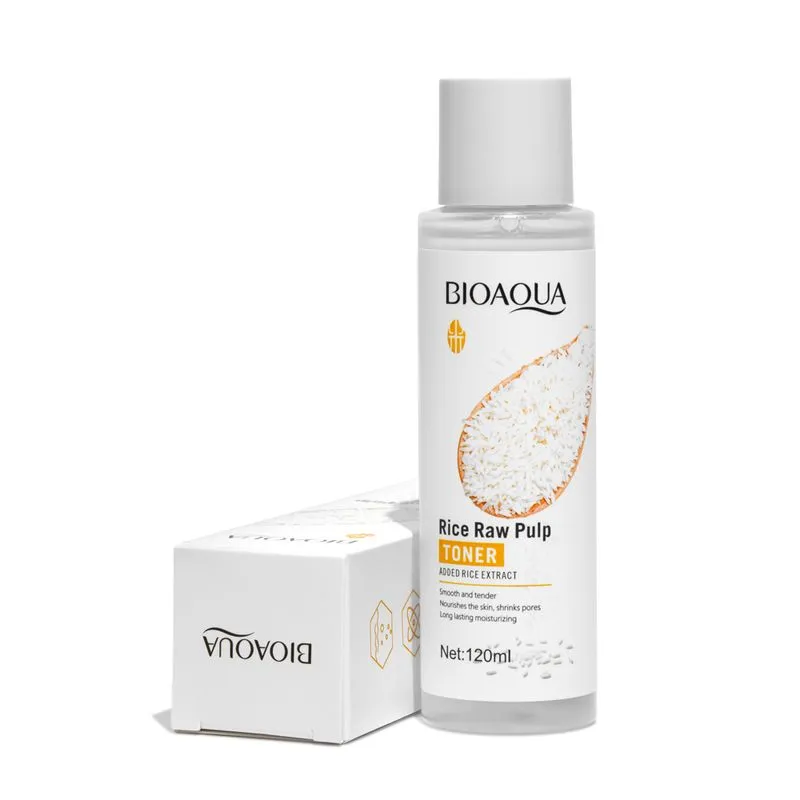 BIOAQUA
Rice Raw Pulp
TONER
ADDED RICE EXTRACT
Smooth and tender
Nourishes the skin, shrinks pores
Long lasting moisturizing
Net:120ml
BIOAQUA
BIOAQUA